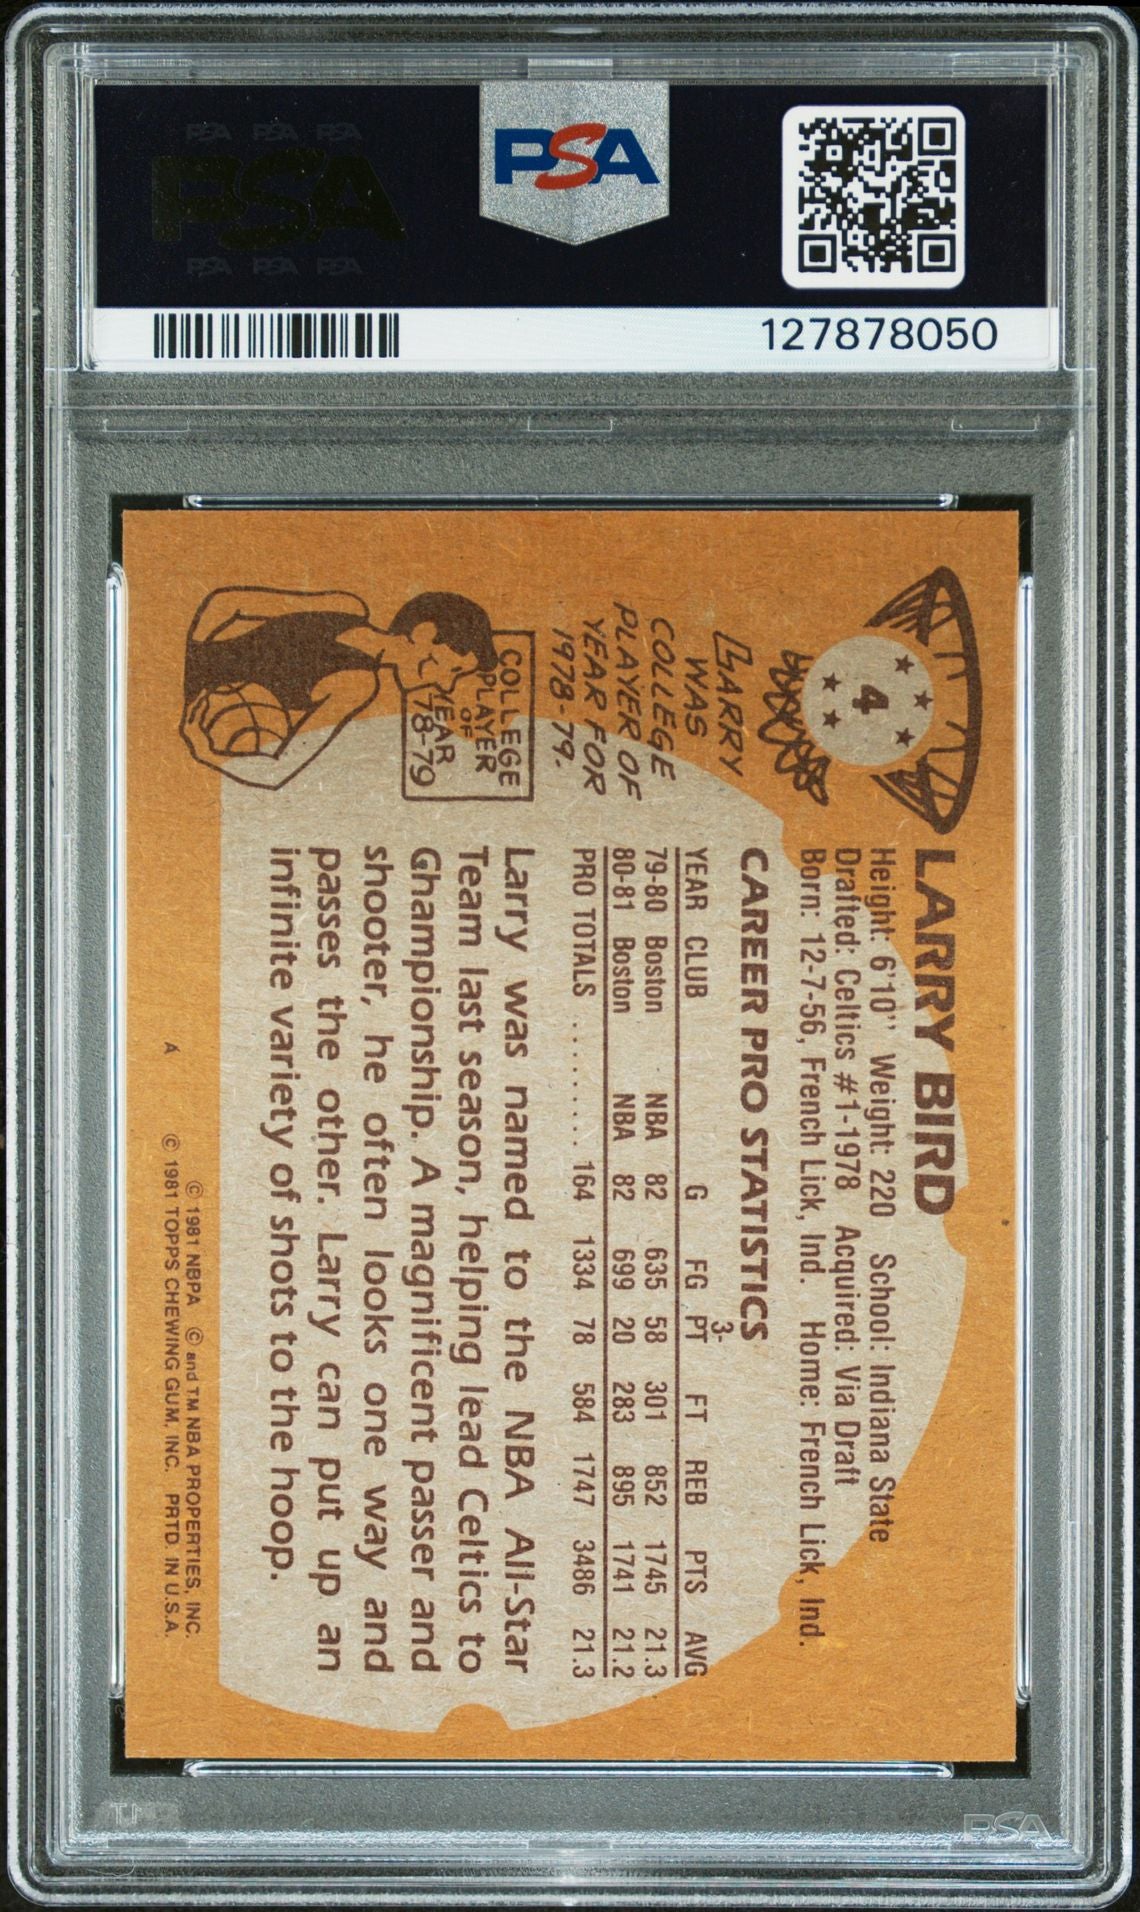 PSA PSA PSA
PSA
PSA PSA PSA
PSA
127878050
4
LARRY BIRD
Height: 6'10" Weight: 220 School: Indiana State
Drafted: Celtics #1-1978 Acquired: Via Draft
Born: 12-7-56, French Lick, Ind. Home: French Lick, Ind.
CAREER PRO STATISTICS
YEAR CLUB G FG 3-PT FT REB PTS AVG
79-80 Boston NBA 82 635 58 301 852 1745 21.3
80-81 Boston NBA 82 699 20 283 895 1741 21.2
PRO TOTALS .......... 164 1334 78 584 1747 3486 21.3
Larry was named to the NBA All-Star
Team last season, helping lead Celtics to
Championship. A magnificent passer and
shooter, he often looks one way and
passes the other. Larry can put up an
infinite variety of shots to the hoop.
LARRY
WAS
COLLEGE
PLAYER OF
YEAR FOR
1978-79.
COLLEGE
PLAYER
OF
YEAR
78-79
© 1981 NBPA © and TM NBA PROPERTIES, INC.
A © 1981 TOPPS CHEWING GUM, INC. PRTD. IN U.S.A.
PSA